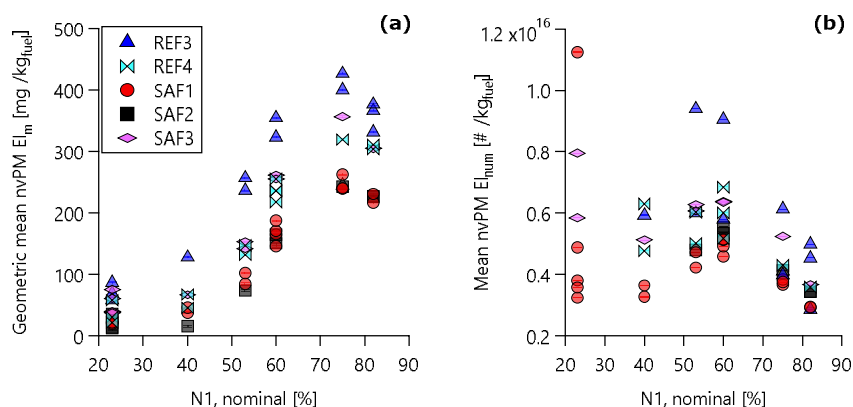 (a)
Geometric mean nvPM EIm [mg /kgfuel]
500
400
300
200
100
0
REF3
REF4
SAF1
SAF2
SAF3
20 30 40 50 60 70 80 90
N1, nominal [%]
(b)
Mean nvPM EInum [# /kgfuel]
1.2 x10^16
1.0
0.8
0.6
0.4
0.2
20 30 40 50 60 70 80 90
N1, nominal [%]